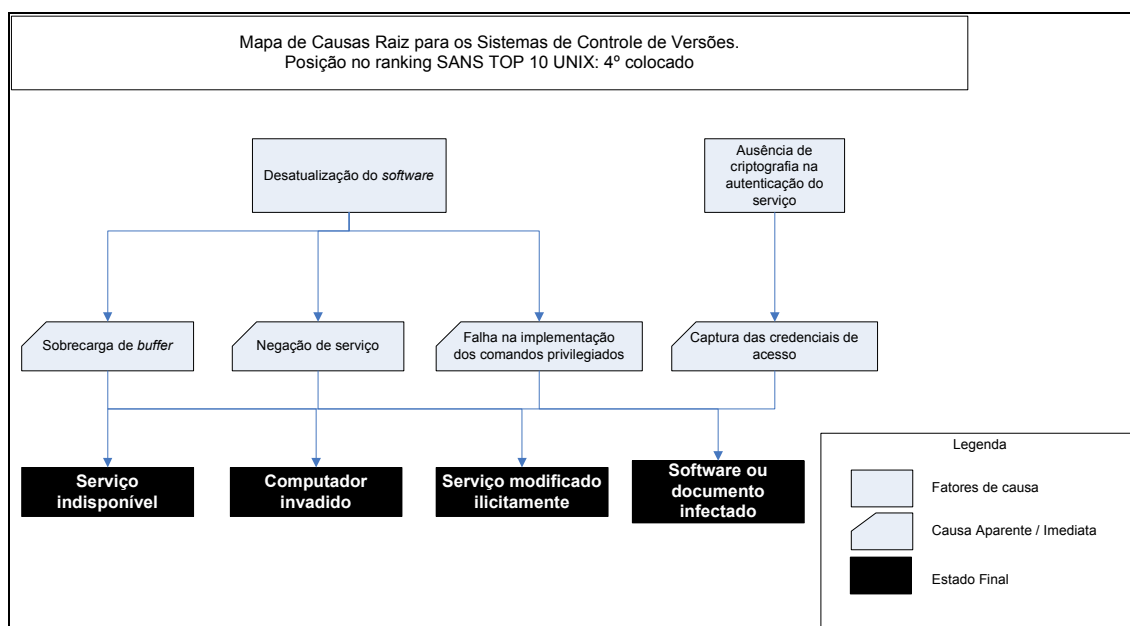 Mapa de Causas Raiz para os Sistemas de Controle de Versões.
Posição no ranking SANS TOP 10 UNIX: 4º colocado
Desatualização do software
Ausência de
criptografia na
autenticação do
serviço
Sobrecarga de buffer
Negação de serviço
Falha na implementação
dos comandos privilegiados
Captura das credenciais de
acesso
Serviço
indisponível
Computador
invadido
Serviço modificado
ilicitamente
Software ou
documento
infectado
Legenda
Fatores de causa
Causa Aparente / Imediata
Estado Final